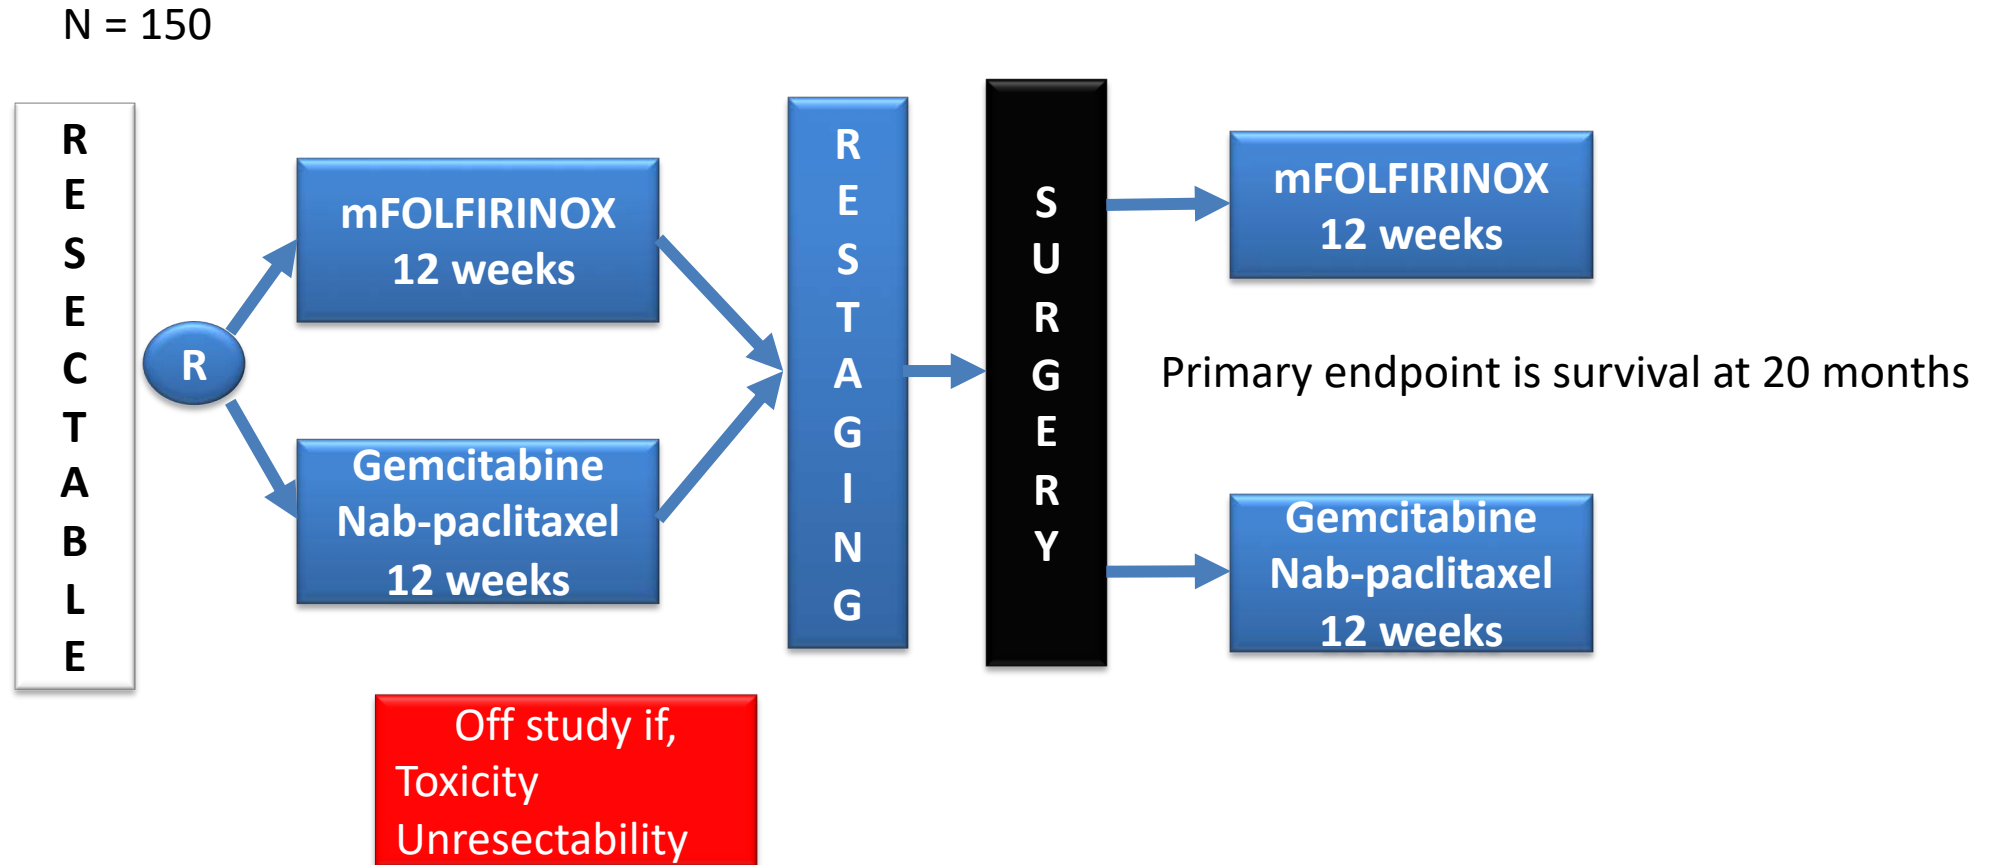 N = 150
RESECTABLE
R
mFOLFIRINOX
12 weeks
Gemcitabine
Nab-paclitaxel
12 weeks
RESTAGING
SURGERY
mFOLFIRINOX
12 weeks
Primary endpoint is survival at 20 months
Gemcitabine
Nab-paclitaxel
12 weeks
Off study if,
Toxicity
Unresectability